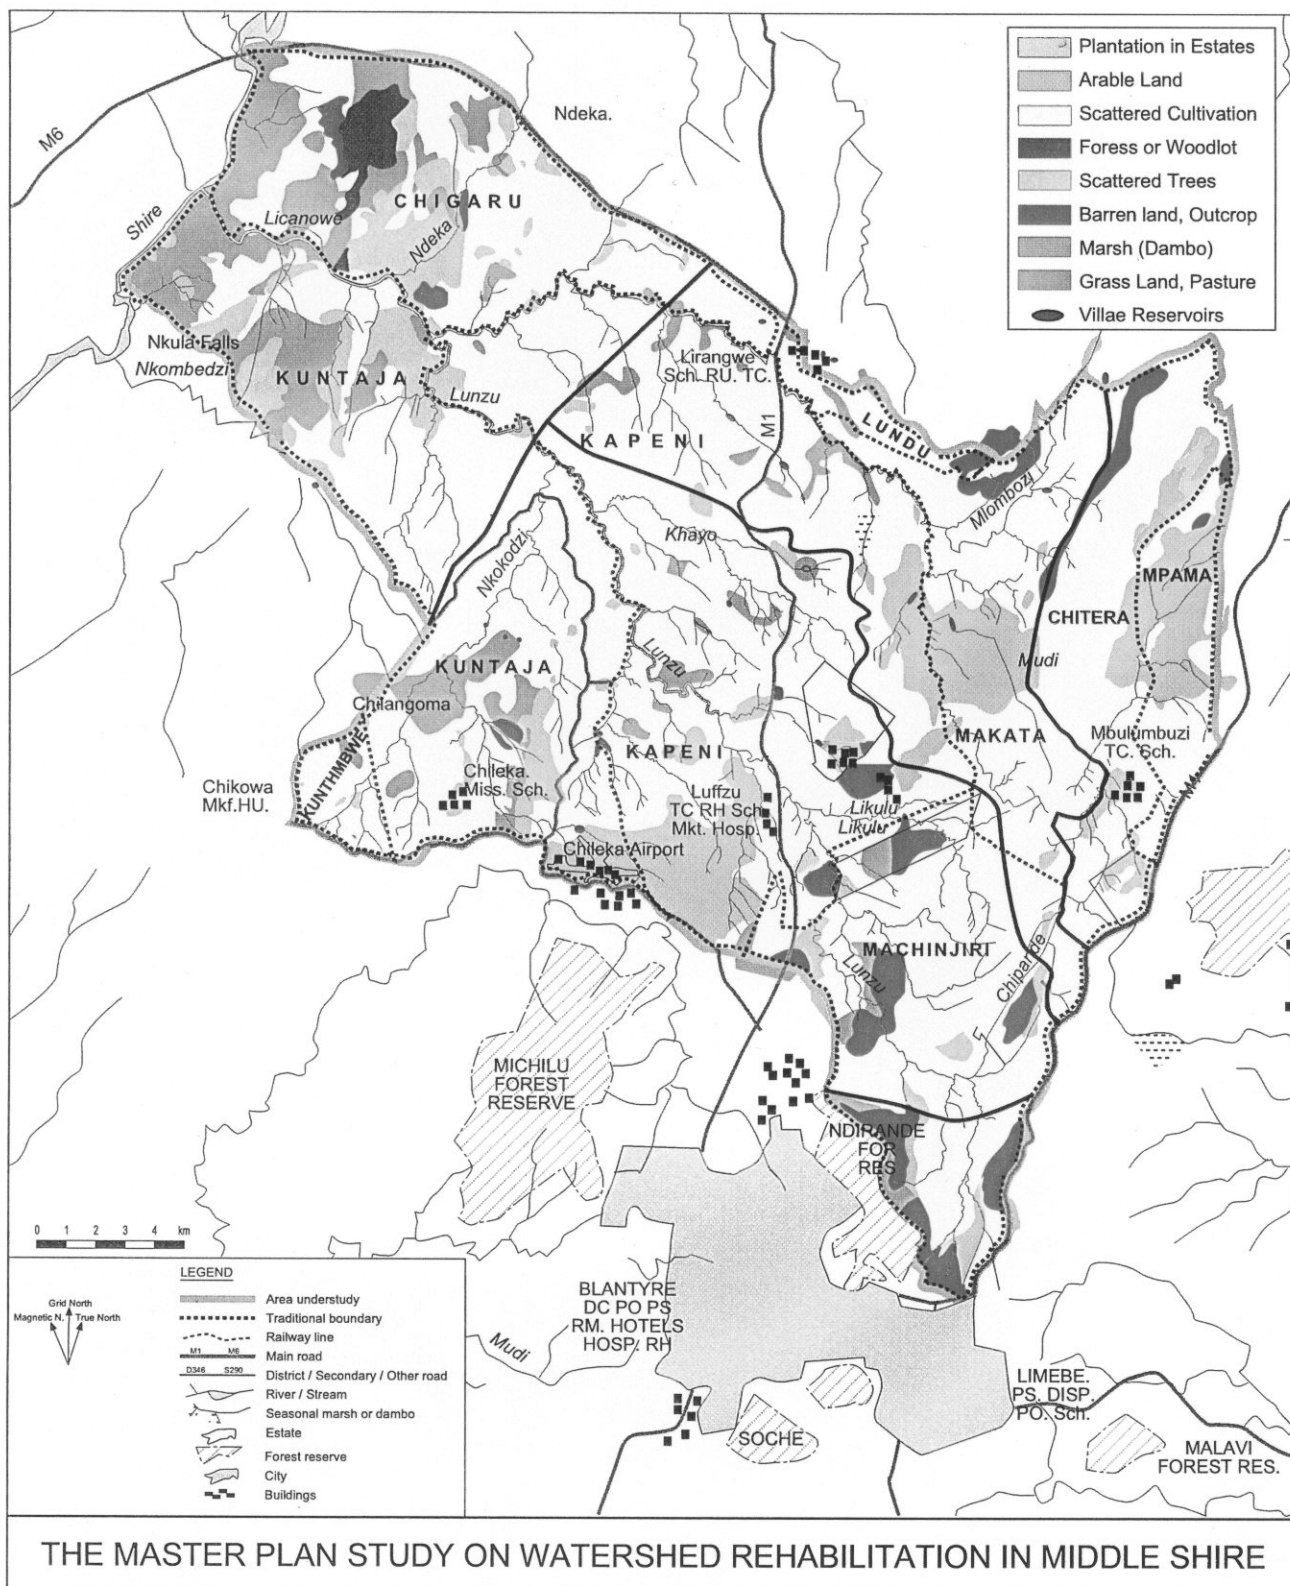 Plantation in Estates
Arable Land
Scattered Cultivation
Foress or Woodlot
Scattered Trees
Barren land, Outcrop
Marsh (Dambo)
Grass Land, Pasture
Villae Reservoirs
M6
Ndeka.
Shire
Licanowe
CHIGARU
Ndeka
Nkula Falls
Nkombedzi
KUNTAJA
Lunzu
Lirangwe
Sch. RU. TC.
M1
KAPENI
LUNDU
Mlombozi
Khayo
Nkokodzi
MPAMA
CHITERA
KUNTAJA
Lunzu
Mudi
Chilangoma
KAPENI
MAKATA
Mbulumbuzi
TC. Sch.
KUNTHMBWE
Chikowa
Mkf.HU.
Chileka.
Miss. Sch.
Luffzu
TC RH Sch
Mkt. Hosp.
Likulu
Likulu
Chileka Airport
MACHINJIRI
Lunzu
Chipande
MICHILU
FOREST
RESERVE
NDIRANDE
FOR
RES
0 1 2 3 4 km
BLANTYRE
DC PO PS
RM. HOTELS
HOSP. RH
Mudi
LIMEBE.
PS. DISP.
PO. Sch.
SOCHE
MALAVI
FOREST RES.
LEGEND
Grid North
Magnetic N. True North
Area understudy
Traditional boundary
Railway line
M1 M6
Main road
D346 S290
District / Secondary / Other road
River / Stream
Seasonal marsh or dambo
Estate
Forest reserve
City
Buildings
THE MASTER PLAN STUDY ON WATERSHED REHABILITATION IN MIDDLE SHIRE